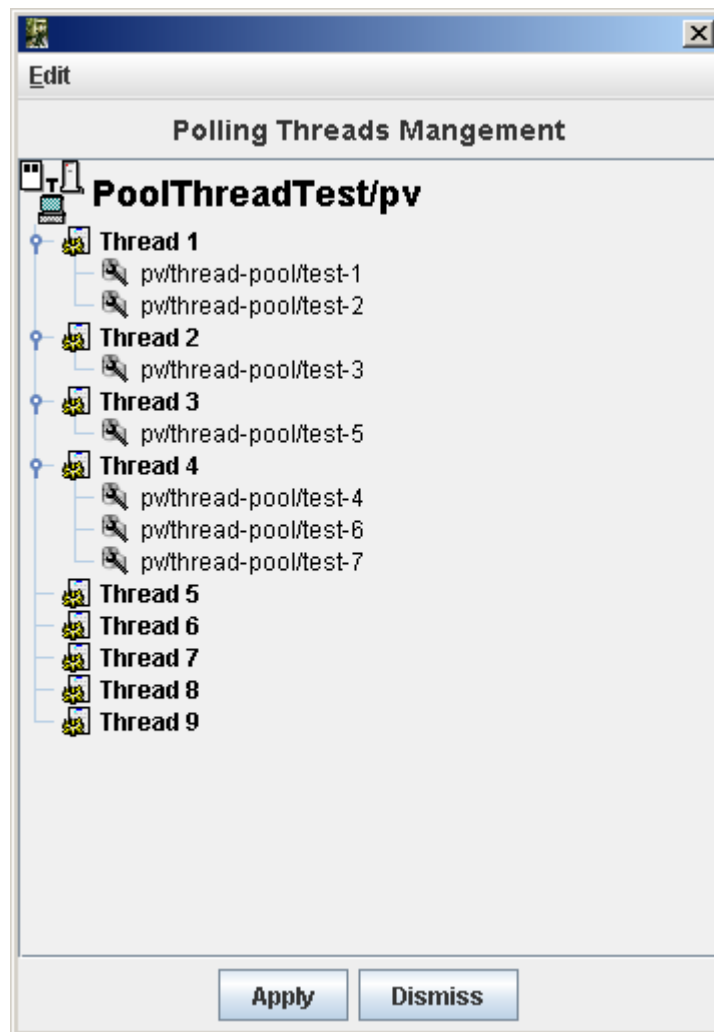 Edit
Polling Threads Mangement
PoolThreadTest/pv
Thread 1
pv/thread-pool/test-1
pv/thread-pool/test-2
Thread 2
pv/thread-pool/test-3
Thread 3
pv/thread-pool/test-5
Thread 4
pv/thread-pool/test-4
pv/thread-pool/test-6
pv/thread-pool/test-7
Thread 5
Thread 6
Thread 7
Thread 8
Thread 9
Apply Dismiss